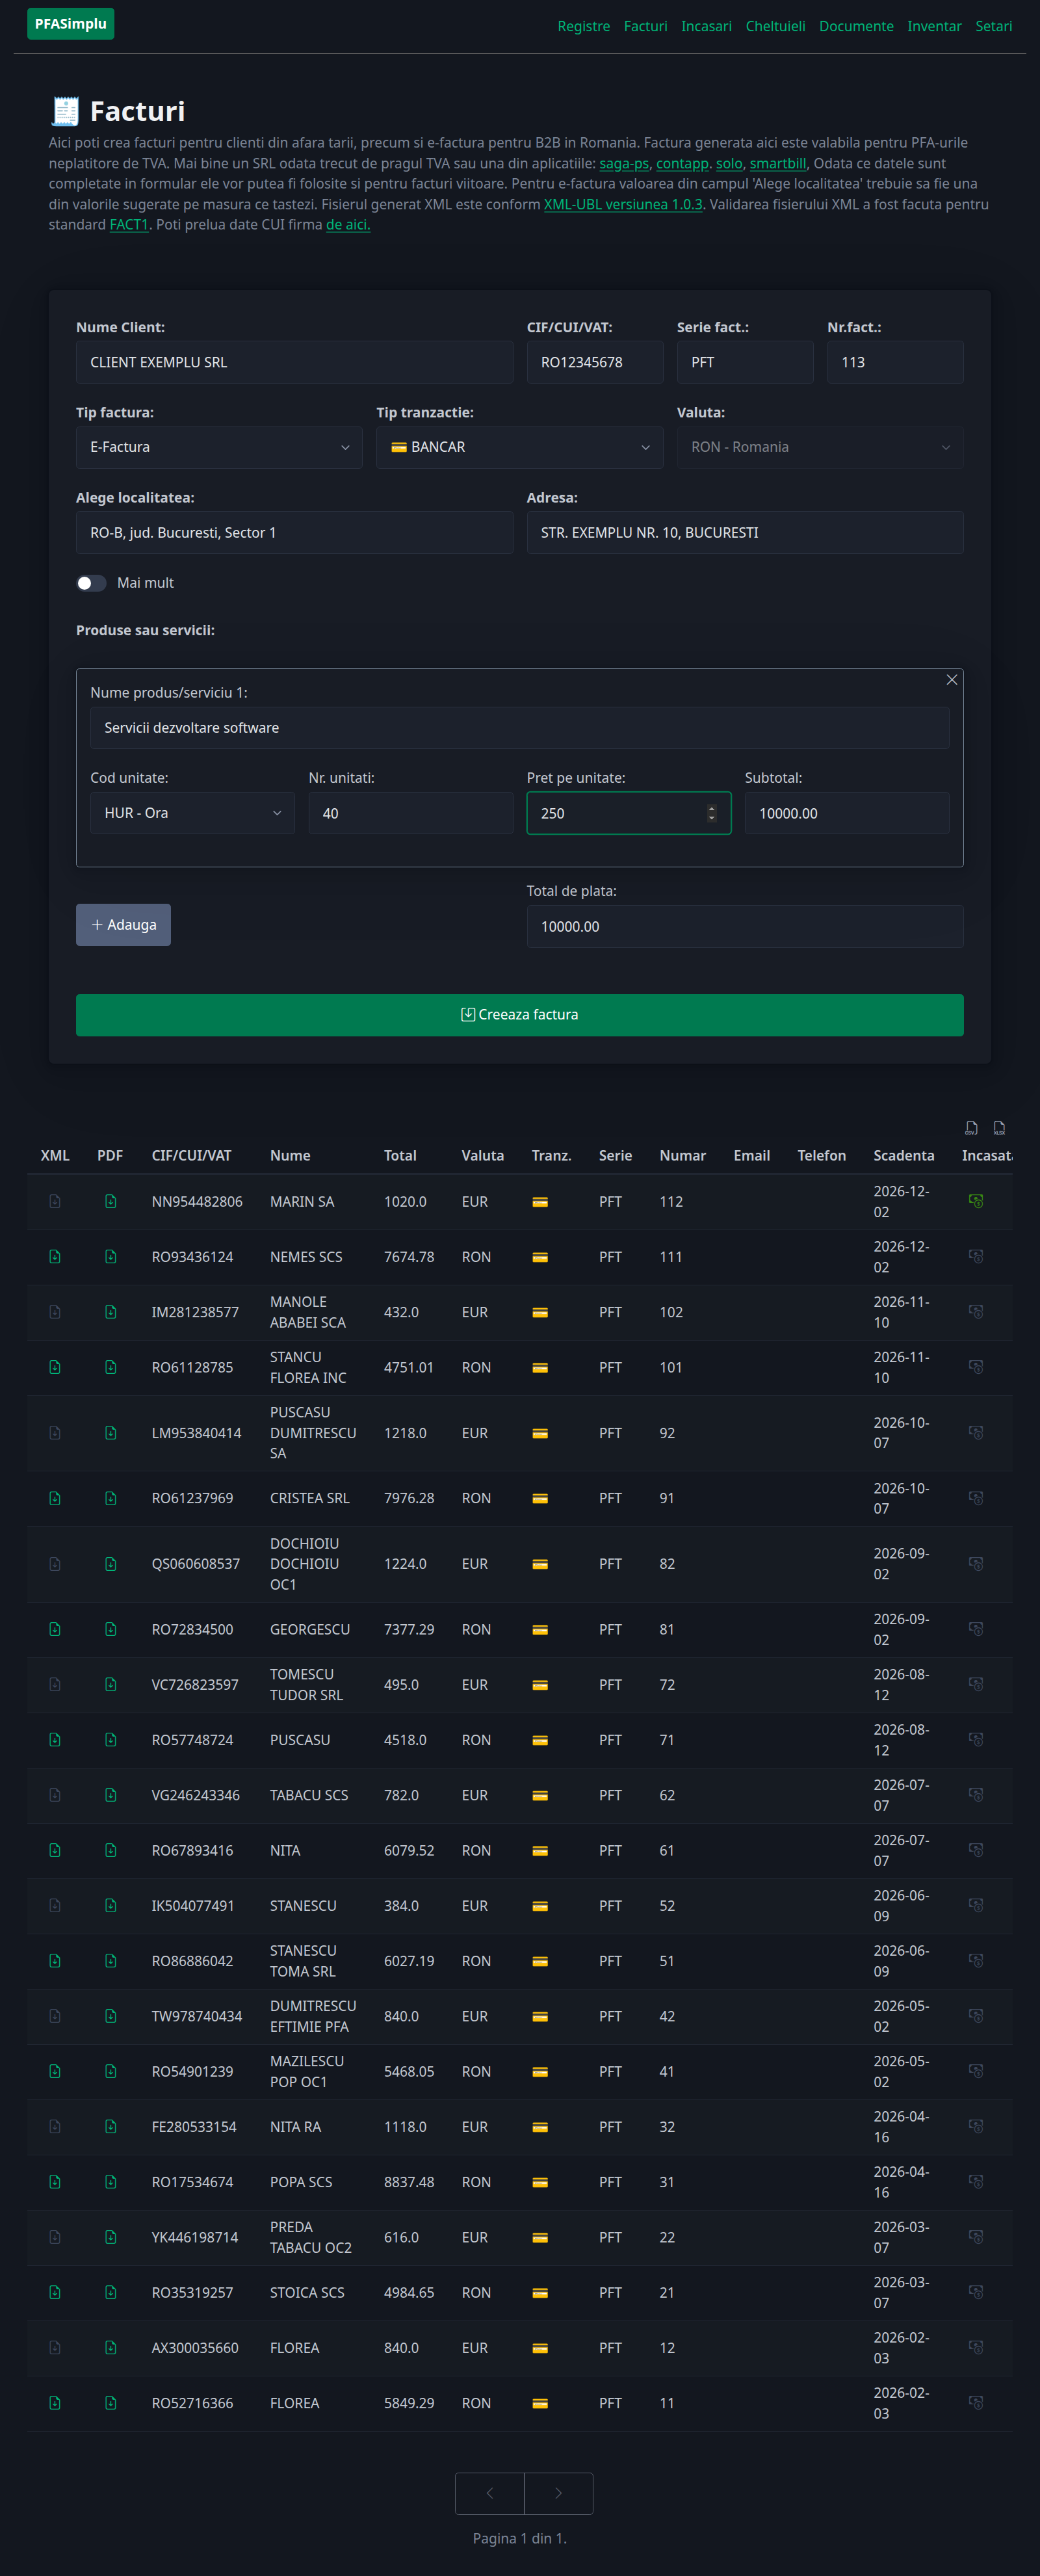 PFASimplu
Registre Facturi Incasari Cheltuieli Documente Inventar Setari
🧾 Facturi
Aici poti crea facturi pentru clienti din afara tarii, precum si e-factura pentru B2B in Romania. Factura generata aici este valabila pentru PFA-urile
neplatitore de TVA. Mai bine un SRL odata trecut de pragul TVA sau una din aplicatiile: saga-ps, contapp. solo, smartbill, Odata ce datele sunt
completate in formular ele vor putea fi folosite si pentru facturi viitoare. Pentru e-factura valoarea din campul 'Alege localitatea' trebuie sa fie una
din valorile sugerate pe masura ce tastezi. Fisierul generat XML este conform XML-UBL versiunea 1.0.3. Validarea fisierului XML a fost facuta pentru
standard FACT1. Poti prelua date CUI firma de aici.
Nume Client: CIF/CUI/VAT: Serie fact.: Nr.fact.:
CLIENT EXEMPLU SRL RO12345678 PFT 113
Tip factura: Tip tranzactie: Valuta:
E-Factura 💳 BANCAR RON - Romania
Alege localitatea: Adresa:
RO-B, jud. Bucuresti, Sector 1 STR. EXEMPLU NR. 10, BUCURESTI
Mai mult
Produse sau servicii:
Nume produs/serviciu 1:
Servicii dezvoltare software
Cod unitate: Nr. unitati: Pret pe unitate: Subtotal:
HUR - Ora 40 250 10000.00
Total de plata:
+ Adauga 10000.00
Creeaza factura
CSV XLSX
XML PDF CIF/CUI/VAT Nume Total Valuta Tranz. Serie Numar Email Telefon Scadenta Incasata
NN954482806 MARIN SA 1020.0 EUR 💳 PFT 112 2026-12-
02
RO93436124 NEMES SCS 7674.78 RON 💳 PFT 111 2026-12-
02
IM281238577 MANOLE 432.0 EUR 💳 PFT 102 2026-11-
ABABEI SCA 10
RO61128785 STANCU 4751.01 RON 💳 PFT 101 2026-11-
FLOREA INC 10
PUSCASU
LM953840414 DUMITRESCU 1218.0 EUR 💳 PFT 92 2026-10-
SA 07
RO61237969 CRISTEA SRL 7976.28 RON 💳 PFT 91 2026-10-
07
DOCHIOIU
QS060608537 DOCHIOIU 1224.0 EUR 💳 PFT 82 2026-09-
OC1 02
RO72834500 GEORGESCU 7377.29 RON 💳 PFT 81 2026-09-
02
VC726823597 TOMESCU 495.0 EUR 💳 PFT 72 2026-08-
TUDOR SRL 12
RO57748724 PUSCASU 4518.0 RON 💳 PFT 71 2026-08-
12
VG246243346 TABACU SCS 782.0 EUR 💳 PFT 62 2026-07-
07
RO67893416 NITA 6079.52 RON 💳 PFT 61 2026-07-
07
IK504077491 STANESCU 384.0 EUR 💳 PFT 52 2026-06-
09
RO86886042 STANESCU 6027.19 RON 💳 PFT 51 2026-06-
TOMA SRL 09
TW978740434 DUMITRESCU 840.0 EUR 💳 PFT 42 2026-05-
EFTIMIE PFA 02
RO54901239 MAZILESCU 5468.05 RON 💳 PFT 41 2026-05-
POP OC1 02
FE280533154 NITA RA 1118.0 EUR 💳 PFT 32 2026-04-
16
RO17534674 POPA SCS 8837.48 RON 💳 PFT 31 2026-04-
16
YK446198714 PREDA 616.0 EUR 💳 PFT 22 2026-03-
TABACU OC2 07
RO35319257 STOICA SCS 4984.65 RON 💳 PFT 21 2026-03-
07
AX300035660 FLOREA 840.0 EUR 💳 PFT 12 2026-02-
03
RO52716366 FLOREA 5849.29 RON 💳 PFT 11 2026-02-
03
Pagina 1 din 1.